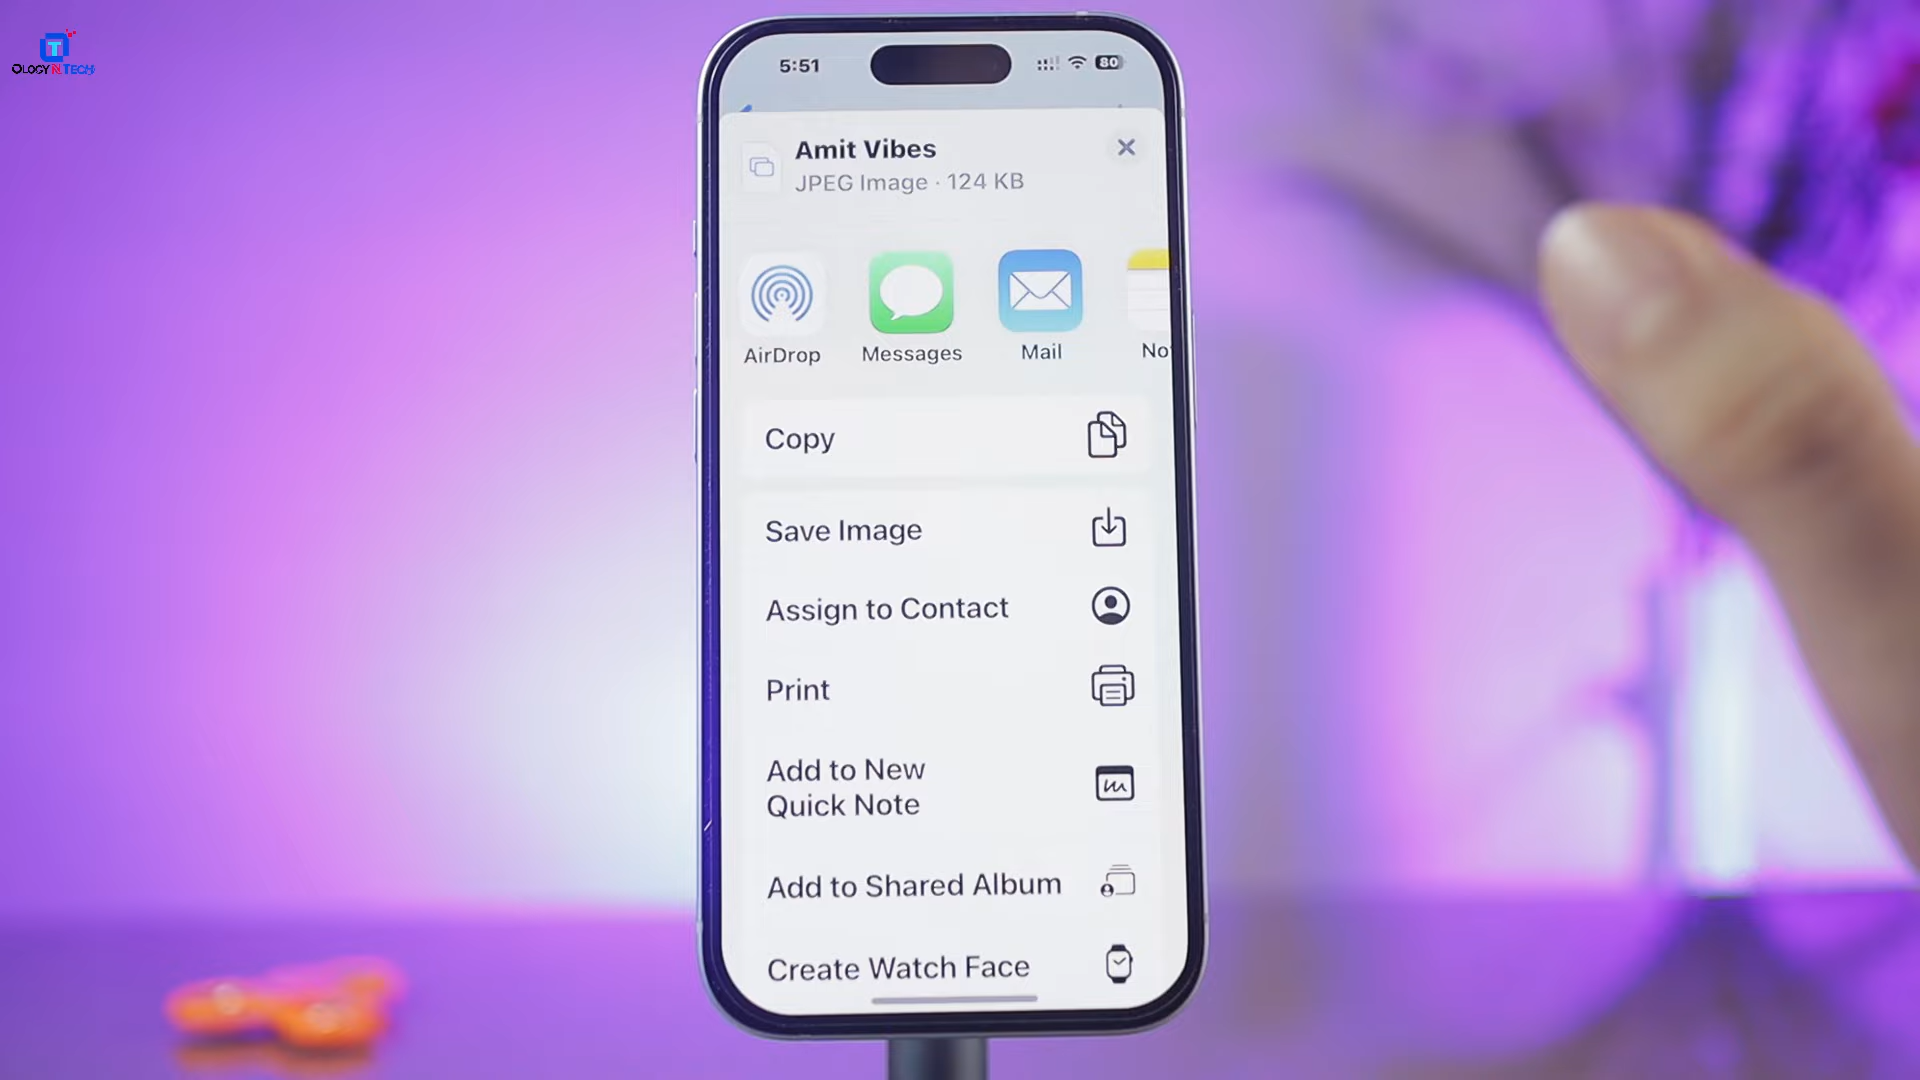 T
OLOGY N TECH
5:51
80
Amit Vibes
JPEG Image · 124 KB
AirDrop
Messages
Mail
No
Copy
Save Image
Assign to Contact
Print
Add to New
Quick Note
Add to Shared Album
Create Watch Face